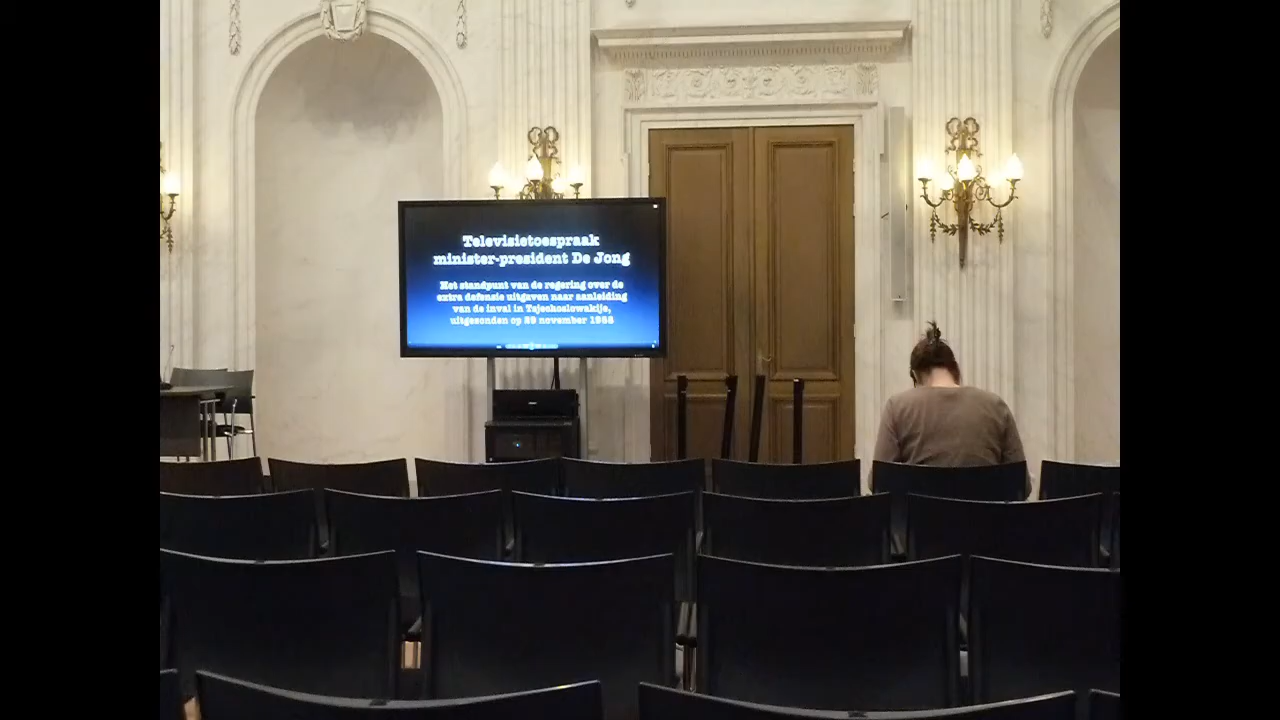 Televisietoespraak
minister-president De Jong
Het standpunt van de regering over de
extra defensie uitgaven naar aanleiding
van de inval in Tsjechoslowakije,
uitgesonden op 29 november 1968